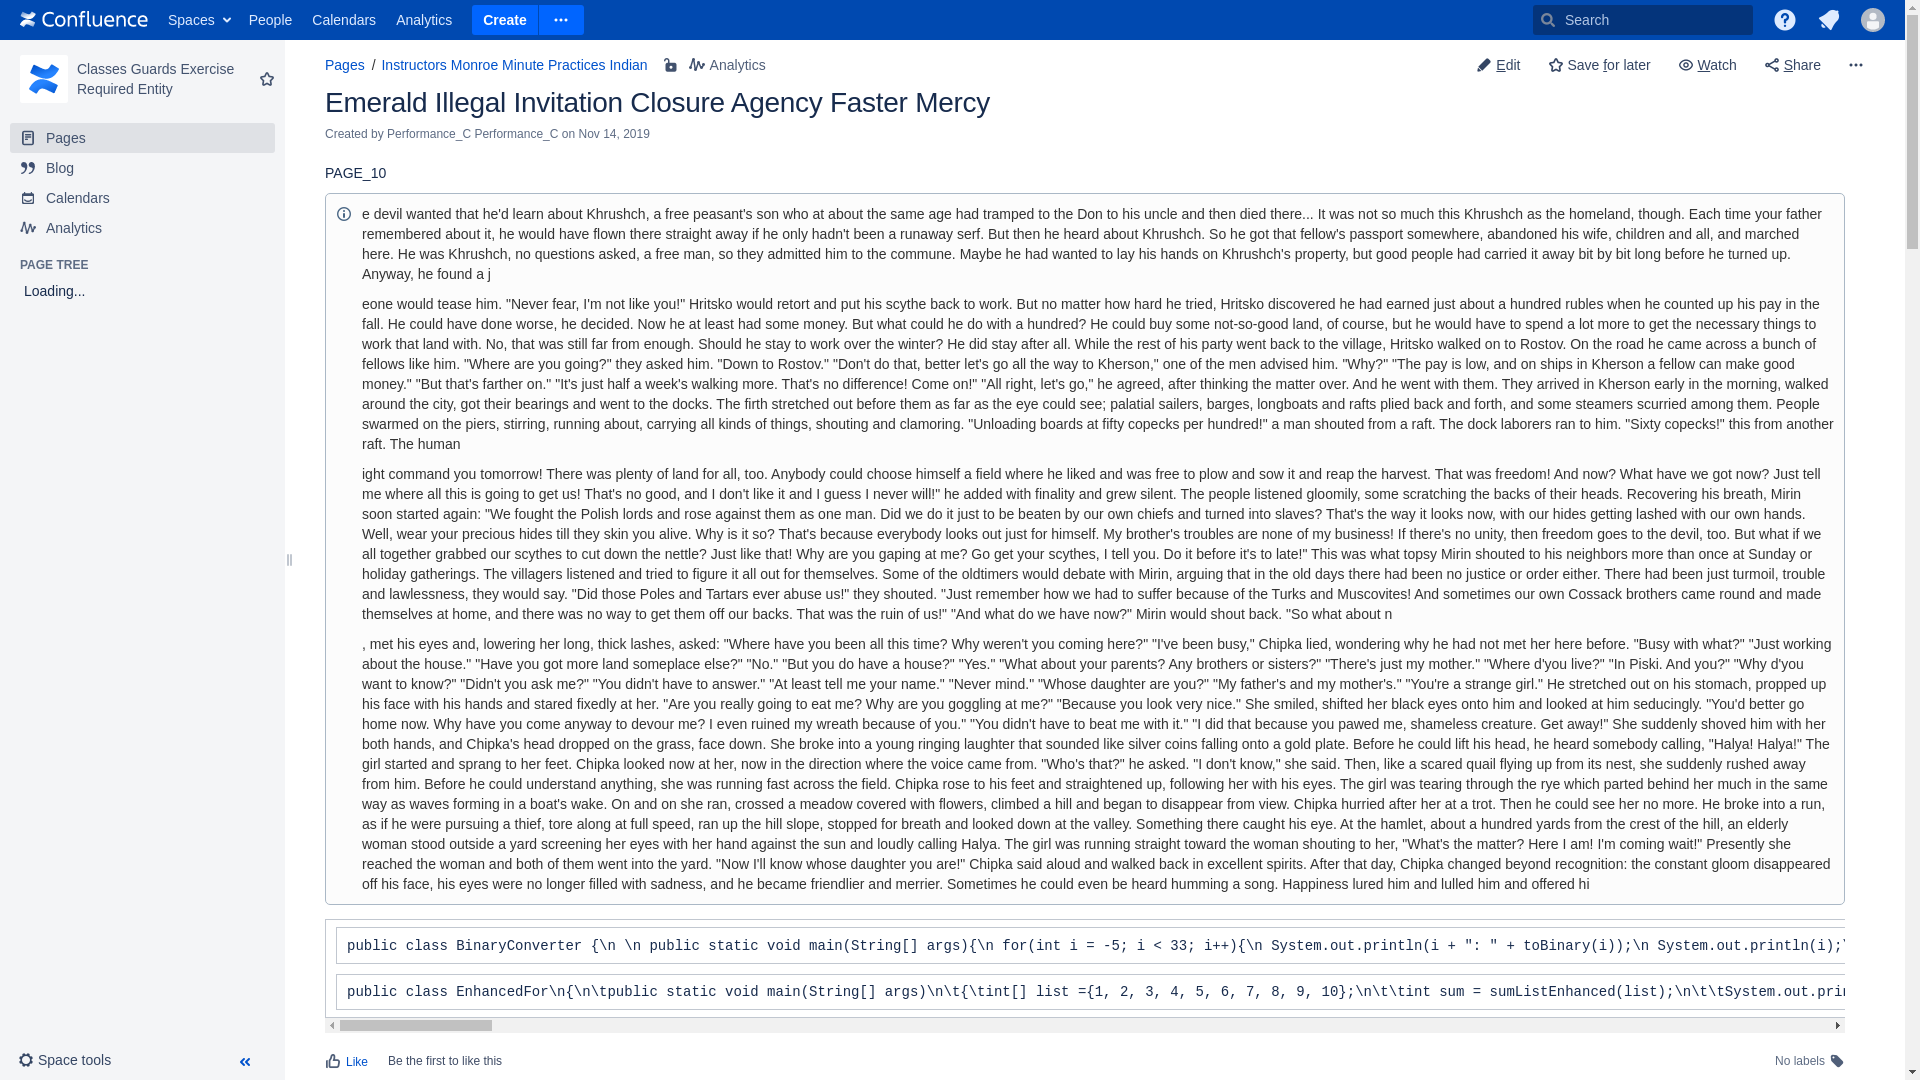 Confluence Spaces People Calendars Analytics Create Search
Classes Guards Exercise
Required Entity
Pages
Blog
Calendars
Analytics
PAGE TREE
Loading...
Space tools
Pages / Instructors Monroe Minute Practices Indian Analytics
Edit Save for later Watch Share
Emerald Illegal Invitation Closure Agency Faster Mercy
Created by Performance_C Performance_C on Nov 14, 2019
PAGE_10
e devil wanted that he'd learn about Khrushch, a free peasant's son who at about the same age had tramped to the Don to his uncle and then died there... It was not so much this Khrushch as the homeland, though. Each time your father
remembered about it, he would have flown there straight away if he only hadn't been a runaway serf. But then he heard about Khrushch. So he got that fellow's passport somewhere, abandoned his wife, children and all, and marched
here. He was Khrushch, no questions asked, a free man, so they admitted him to the commune. Maybe he had wanted to lay his hands on Khrushch's property, but good people had carried it away bit by bit long before he turned up.
Anyway, he found a j
eone would tease him. "Never fear, I'm not like you!" Hritsko would retort and put his scythe back to work. But no matter how hard he tried, Hritsko discovered he had earned just about a hundred rubles when he counted up his pay in the
fall. He could have done worse, he decided. Now he at least had some money. But what could he do with a hundred? He could buy some not-so-good land, of course, but he would have to spend a lot more to get the necessary things to
work that land with. No, that was still far from enough. Should he stay to work over the winter? He did stay after all. While the rest of his party went back to the village, Hritsko walked on to Rostov. On the road he came across a bunch of
fellows like him. "Where are you going?" they asked him. "Down to Rostov." "Don't do that, better let's go all the way to Kherson," one of the men advised him. "Why?" "The pay is low, and on ships in Kherson a fellow can make good
money." "But that's farther on." "It's just half a week's walking more. That's no difference! Come on!" "All right, let's go," he agreed, after thinking the matter over. And he went with them. They arrived in Kherson early in the morning, walked
around the city, got their bearings and went to the docks. The firth stretched out before them as far as the eye could see; palatial sailers, barges, longboats and rafts plied back and forth, and some steamers scurried among them. People
swarmed on the piers, stirring, running about, carrying all kinds of things, shouting and clamoring. "Unloading boards at fifty copecks per hundred!" a man shouted from a raft. The dock laborers ran to him. "Sixty copecks!" this from another
raft. The human
ight command you tomorrow! There was plenty of land for all, too. Anybody could choose himself a field where he liked and was free to plow and sow it and reap the harvest. That was freedom! And now? What have we got now? Just tell
me where all this is going to get us! That's no good, and I don't like it and I guess I never will!" he added with finality and grew silent. The people listened gloomily, some scratching the backs of their heads. Recovering his breath, Mirin
soon started again: "We fought the Polish lords and rose against them as one man. Did we do it just to be beaten by our own chiefs and turned into slaves? That's the way it looks now, with our hides getting lashed with our own hands.
Well, wear your precious hides till they skin you alive. Why is it so? That's because everybody looks out just for himself. My brother's troubles are none of my business! If there's no unity, then freedom goes to the devil, too. But what if we
all together grabbed our scythes to cut down the nettle? Just like that! Why are you gaping at me? Go get your scythes, I tell you. Do it before it's to late!" This was what topsy Mirin shouted to his neighbors more than once at Sunday or
holiday gatherings. The villagers listened and tried to figure it all out for themselves. Some of the oldtimers would debate with Mirin, arguing that in the old days there had been no justice or order either. There had been just turmoil, trouble
and lawlessness, they would say. "Did those Poles and Tartars ever abuse us!" they shouted. "Just remember how we had to suffer because of the Turks and Muscovites! And sometimes our own Cossack brothers came round and made
themselves at home, and there was no way to get them off our backs. That was the ruin of us!" "And what do we have now?" Mirin would shout back. "So what about n
, met his eyes and, lowering her long, thick lashes, asked: "Where have you been all this time? Why weren't you coming here?" "I've been busy," Chipka lied, wondering why he had not met her here before. "Busy with what?" "Just working
about the house." "Have you got more land someplace else?" "No." "But you do have a house?" "Yes." "What about your parents? Any brothers or sisters?" "There's just my mother." "Where d'you live?" "In Piski. And you?" "Why d'you
want to know?" "Didn't you ask me?" "You didn't have to answer." "At least tell me your name." "Never mind." "Whose daughter are you?" "My father's and my mother's." "You're a strange girl." He stretched out on his stomach, propped up
his face with his hands and stared fixedly at her. "Are you really going to eat me? Why are you goggling at me?" "Because you look very nice." She smiled, shifted her black eyes onto him and looked at him seducingly. "You'd better go
home now. Why have you come anyway to devour me? I even ruined my wreath because of you." "You didn't have to beat me with it." "I did that because you pawed me, shameless creature. Get away!" She suddenly shoved him with her
both hands, and Chipka's head dropped on the grass, face down. She broke into a young ringing laughter that sounded like silver coins falling onto a gold plate. Before he could lift his head, he heard somebody calling, "Halya! Halya!" The
girl started and sprang to her feet. Chipka looked now at her, now in the direction where the voice came from. "Who's that?" he asked. "I don't know," she said. Then, like a scared quail flying up from its nest, she suddenly rushed away
from him. Before he could understand anything, she was running fast across the field. Chipka rose to his feet and straightened up, following her with his eyes. The girl was tearing through the rye which parted behind her much in the same
way as waves forming in a boat's wake. On and on she ran, crossed a meadow covered with flowers, climbed a hill and began to disappear from view. Chipka hurried after her at a trot. Then he could see her no more. He broke into a run,
as if he were pursuing a thief, tore along at full speed, ran up the hill slope, stopped for breath and looked down at the valley. Something there caught his eye. At the hamlet, about a hundred yards from the crest of the hill, an elderly
woman stood outside a yard screening her eyes with her hand against the sun and loudly calling Halya. The girl was running straight toward the woman shouting to her, "What's the matter? Here I am! I'm coming wait!" Presently she
reached the woman and both of them went into the yard. "Now I'll know whose daughter you are!" Chipka said aloud and walked back in excellent spirits. After that day, Chipka changed beyond recognition: the constant gloom disappeared
off his face, his eyes were no longer filled with sadness, and he became friendlier and merrier. Sometimes he could even be heard humming a song. Happiness lured him and lulled him and offered hi
public class BinaryConverter {\n \n public static void main(String[] args){\n for(int i = -5; i < 33; i++){\n System.out.println(i + ": " + toBinary(i));\n System.out.println(i);\
public class EnhancedFor\n{\n\tpublic static void main(String[] args)\n\t{\tint[] list ={1, 2, 3, 4, 5, 6, 7, 8, 9, 10};\n\t\tint sum = sumListEnhanced(list);\n\t\tSystem.out.prin
Like Be the first to like this No labels